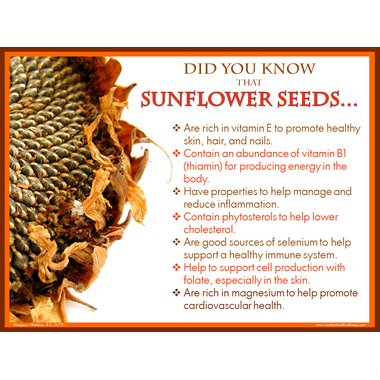 DID YOU KNOW
THAT
SUNFLOWER SEEDS...
❖ Are rich in vitamin E to promote healthy
skin, hair, and nails.
❖ Contain an abundance of vitamin B1
(thiamin) for producing energy in the
body.
❖ Have properties to help manage and
reduce inflammation.
❖ Contain phytosterols to help lower
cholesterol.
❖ Are good sources of selenium to help
support a healthy immune system.
❖ Help to support cell production with
folate, especially in the skin.
❖ Are rich in magnesium to help promote
cardiovascular health.